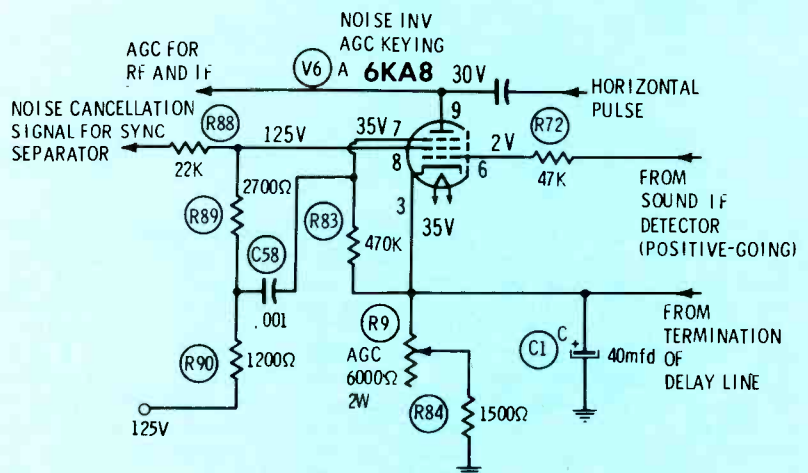 NOISE INV
AGC KEYING
V6 A 6KA8
AGC FOR
RF AND IF
30V
9
HORIZONTAL
PULSE
NOISE CANCELLATION
SIGNAL FOR SYNC
SEPARATOR
R88
22K
125V
35V 7
8
2V
6
R72
47K
FROM
SOUND IF
DETECTOR
(POSITIVE-GOING)
3
35V
2700Ω
R89
C58
.001
R83
470K
R90
1200Ω
125V
R9
AGC
6000Ω
2W
R84
1500Ω
C1
C
+
40mfd
FROM
TERMINATION
OF
DELAY LINE